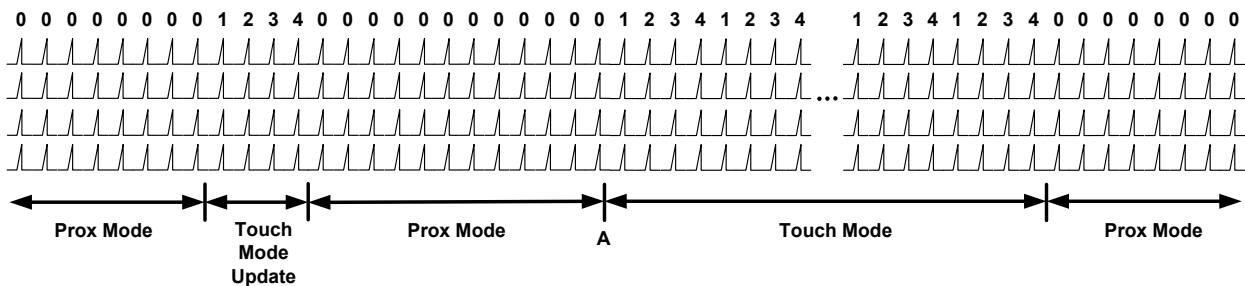 0 0 0 0 0 0 0 0 1 2 3 4 0 0 0 0 0 0 0 0 0 0 0 0 1 2 3 4 1 2 3 4 1 2 3 4 1 2 3 4 0 0 0 0 0 0 0 0
...
Prox Mode
Touch
Mode
Update
Prox Mode
A
Touch Mode
Prox Mode